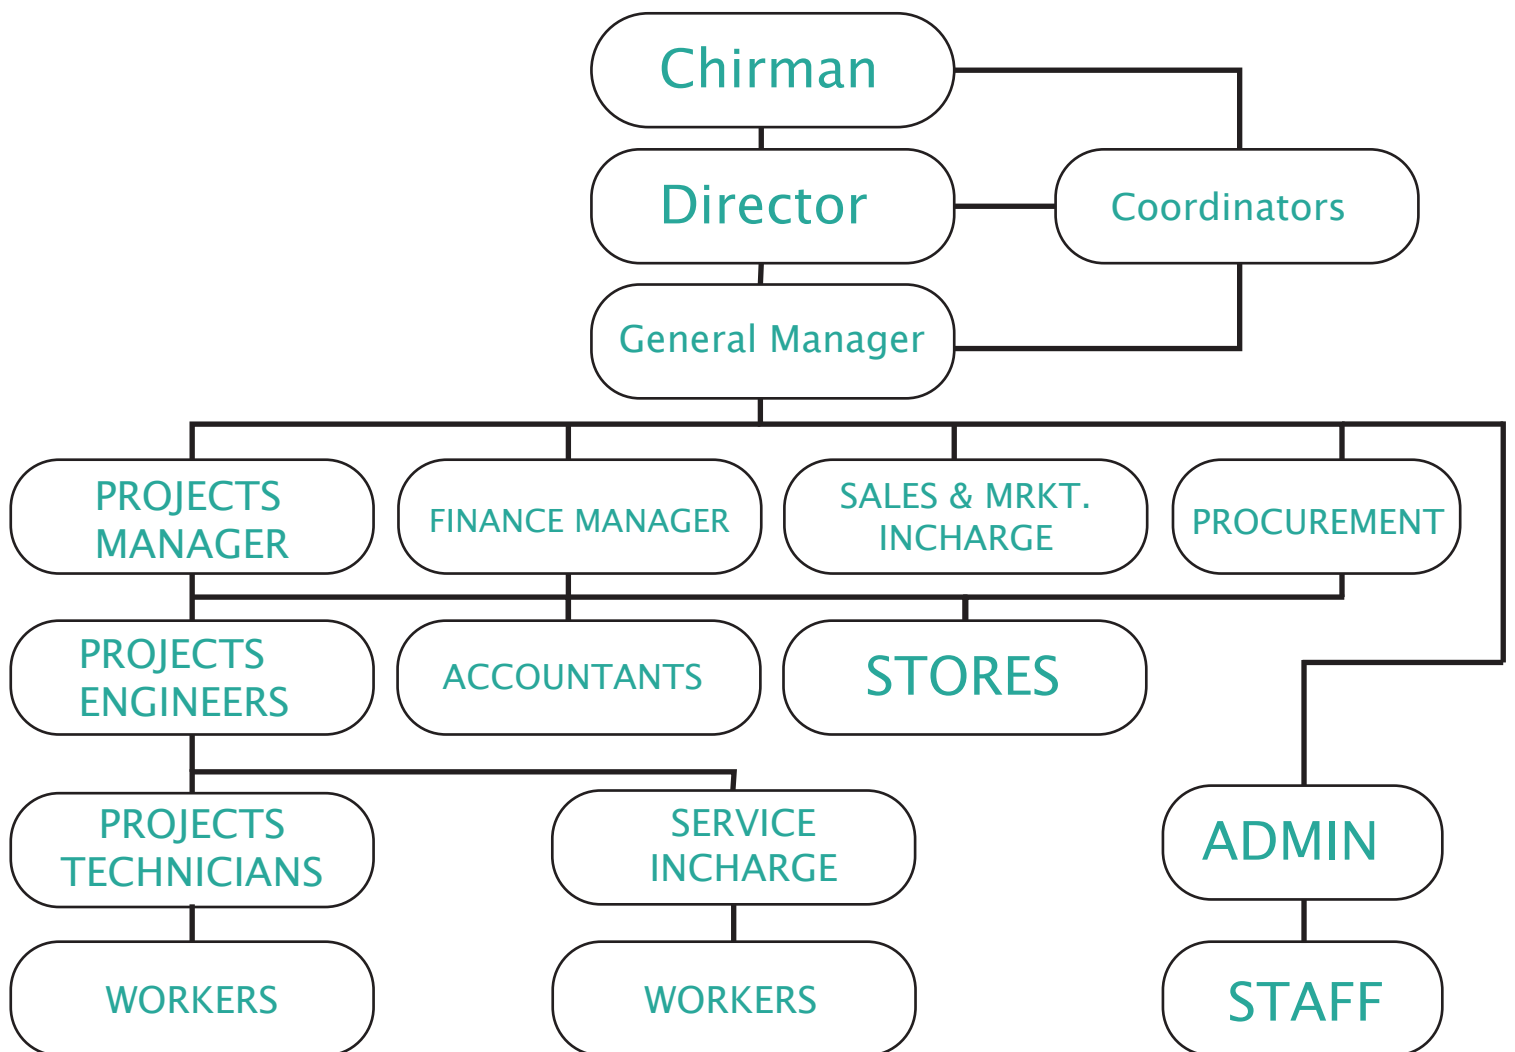 Chirman
Director
Coordinators
General Manager
PROJECTS
MANAGER
FINANCE MANAGER
SALES & MRKT.
INCHARGE
PROCUREMENT
PROJECTS
ENGINEERS
ACCOUNTANTS
STORES
PROJECTS
TECHNICIANS
SERVICE
INCHARGE
ADMIN
WORKERS
WORKERS
STAFF